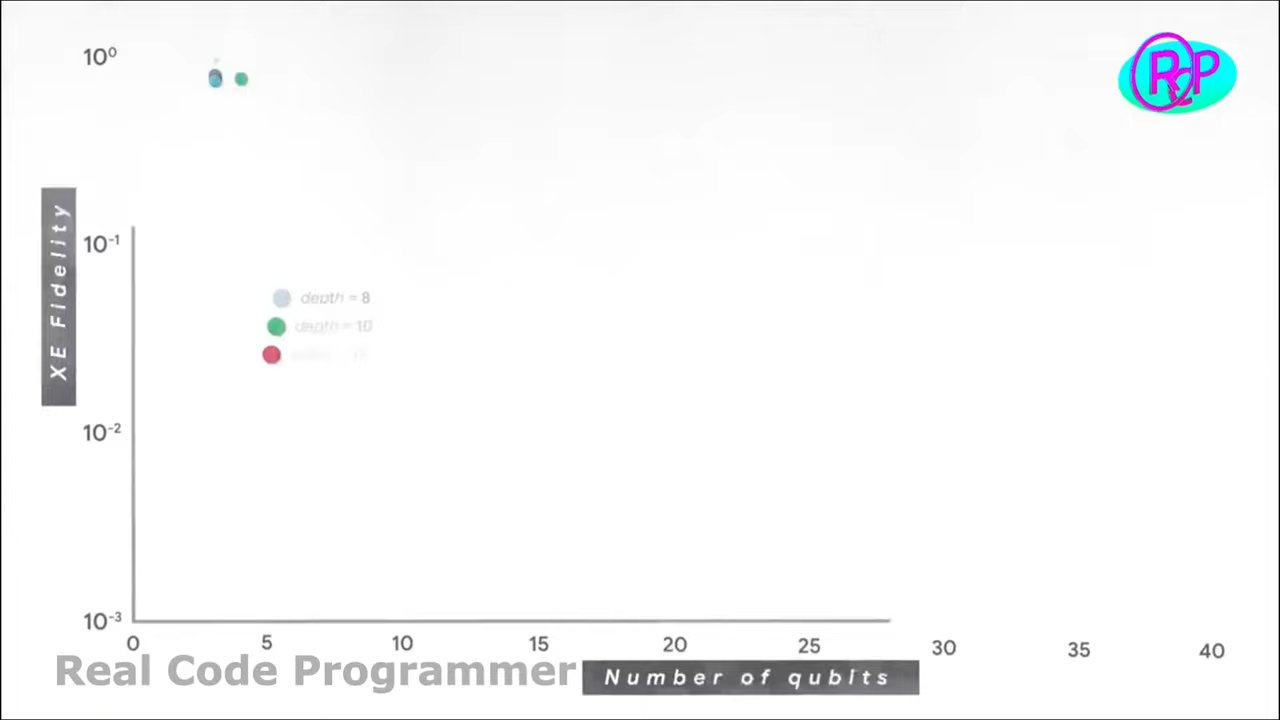 10⁰
RCP
XE Fidelity
10⁻¹
depth = 8
depth = 10
10⁻²
10⁻³
0 5 10 15 20 25 30 35 40
Real Code Programmer
Number of qubits